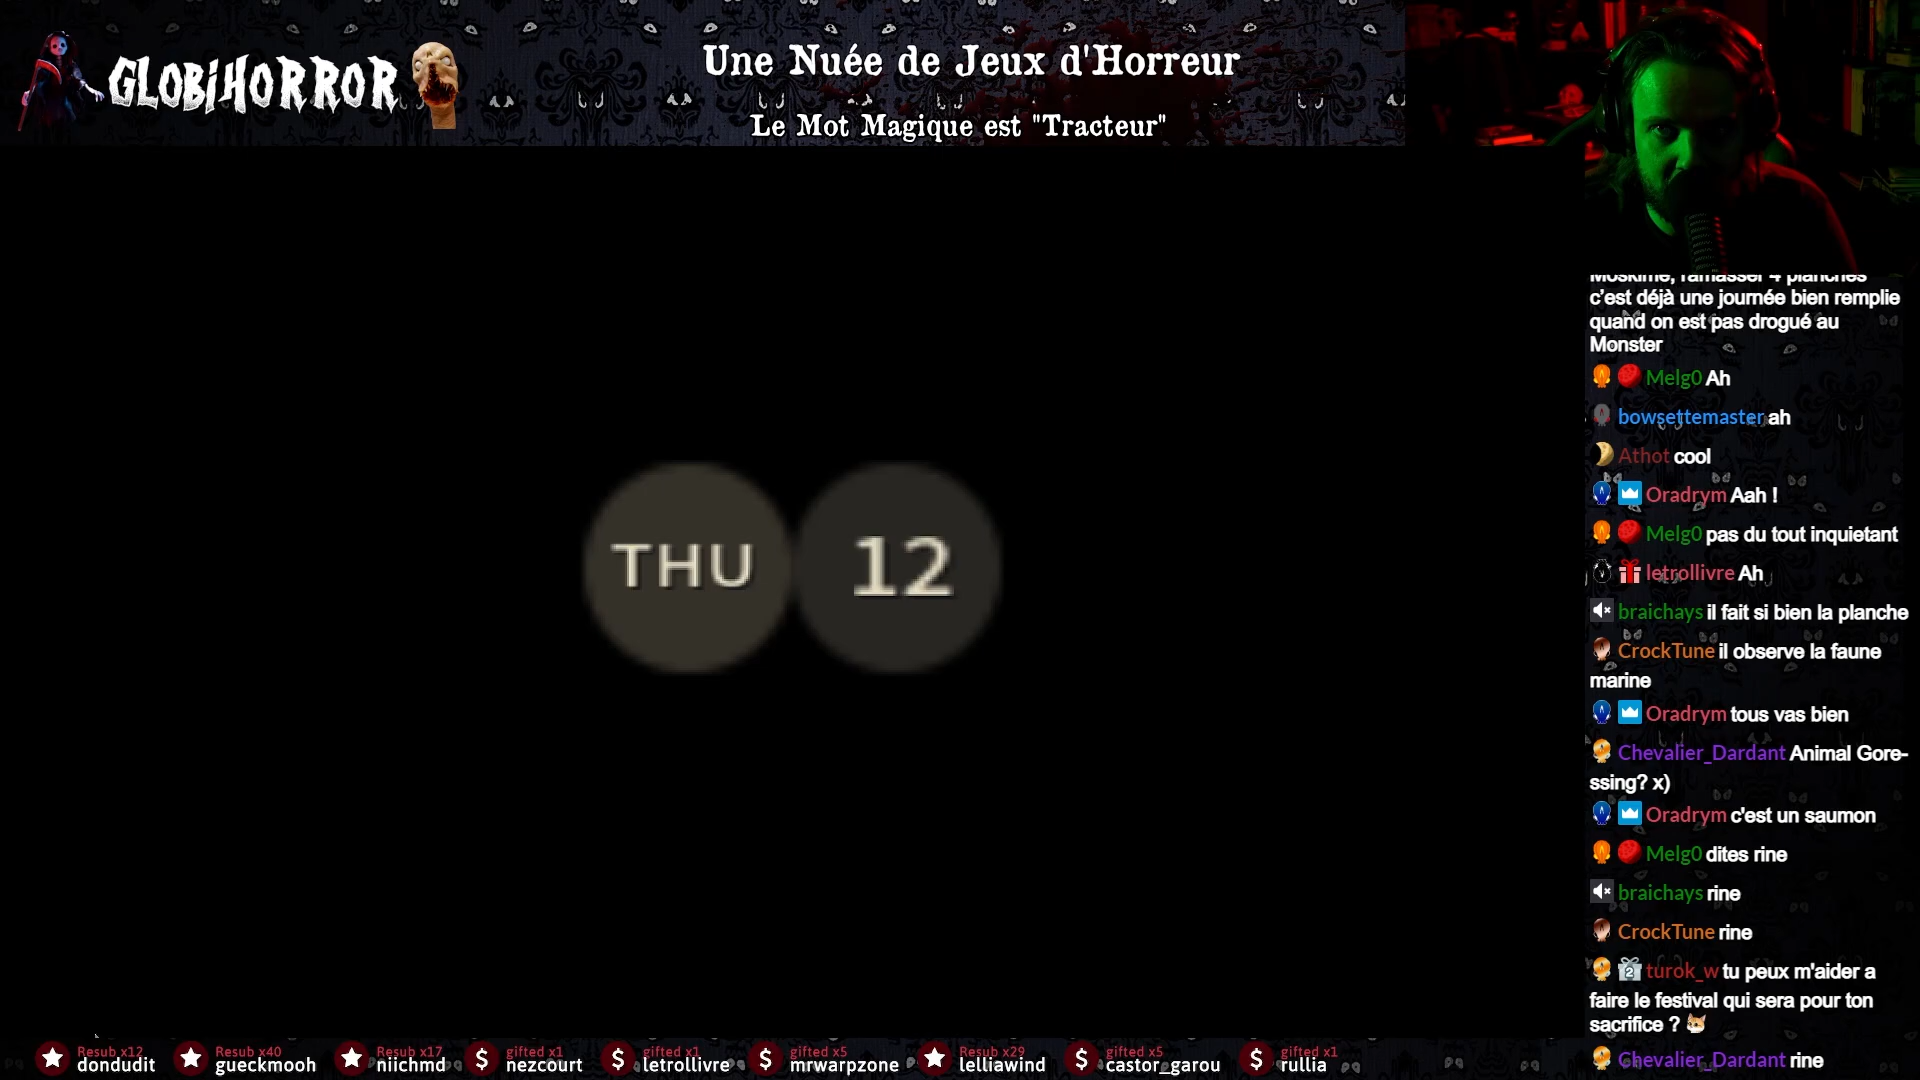 GLOBIHORROR
Une Nuée de Jeux d'Horreur
Le Mot Magique est "Tracteur"
THU 12
c'est déjà une journée bien remplie
quand on est pas drogué au
Monster
Melg0 Ah
bowsettemaster ah
Athot cool
Oradrym Aah !
Melg0 pas du tout inquietant
letrollivre Ah
braichays il fait si bien la planche
CrockTune il observe la faune
marine
Oradrym tous vas bien
Chevalier_Dardant Animal Gore-
ssing? x)
Oradrym c'est un saumon
Melg0 dites rine
braichays rine
CrockTune rine
turok_w tu peux m'aider a
faire le festival qui sera pour ton
sacrifice ?
Chevalier_Dardant rine
Resub x12
dondudit
Resub x40
gueckmooh
Resub x17
niichmd
gifted x1
nezcourt
gifted x1
letrollivre
gifted x5
mrwarpzone
Resub x29
lelliawind
gifted x5
castor_garou
gifted x1
rullia